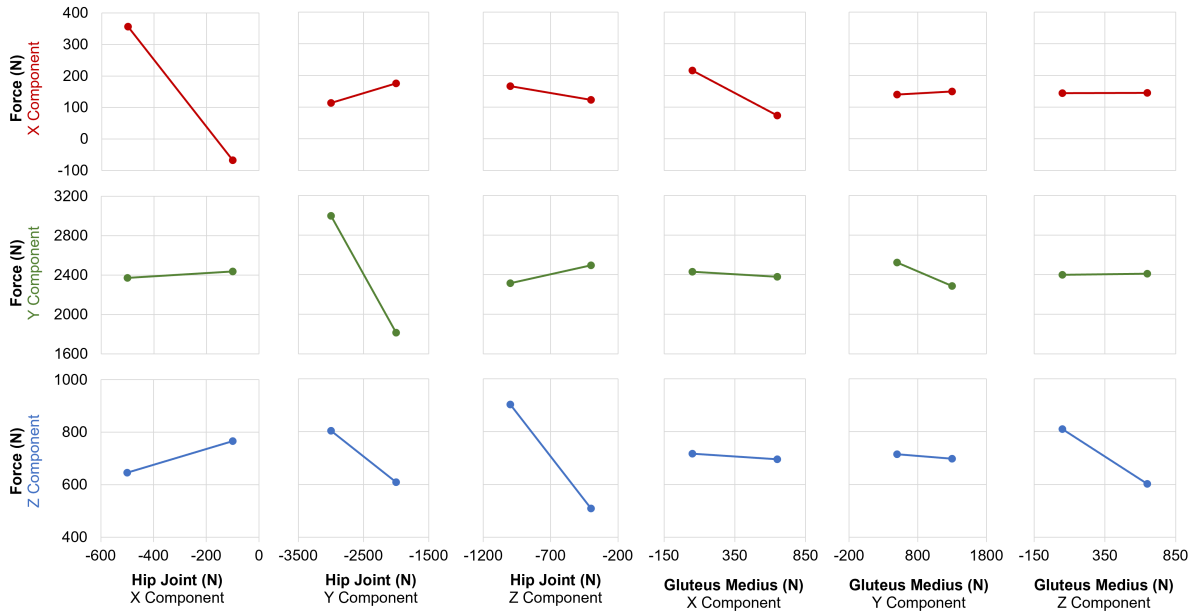 Force (N)
X Component
400
300
200
100
0
-100
Force (N)
Y Component
3200
2800
2400
2000
1600
Force (N)
Z Component
1000
800
600
400
-600 -400 -200 0
-3500 -2500 -1500
-1200 -700 -200
-150 350 850
-200 800 1800
-150 350 850
Hip Joint (N)
X Component
Hip Joint (N)
Y Component
Hip Joint (N)
Z Component
Gluteus Medius (N)
X Component
Gluteus Medius (N)
Y Component
Gluteus Medius (N)
Z Component